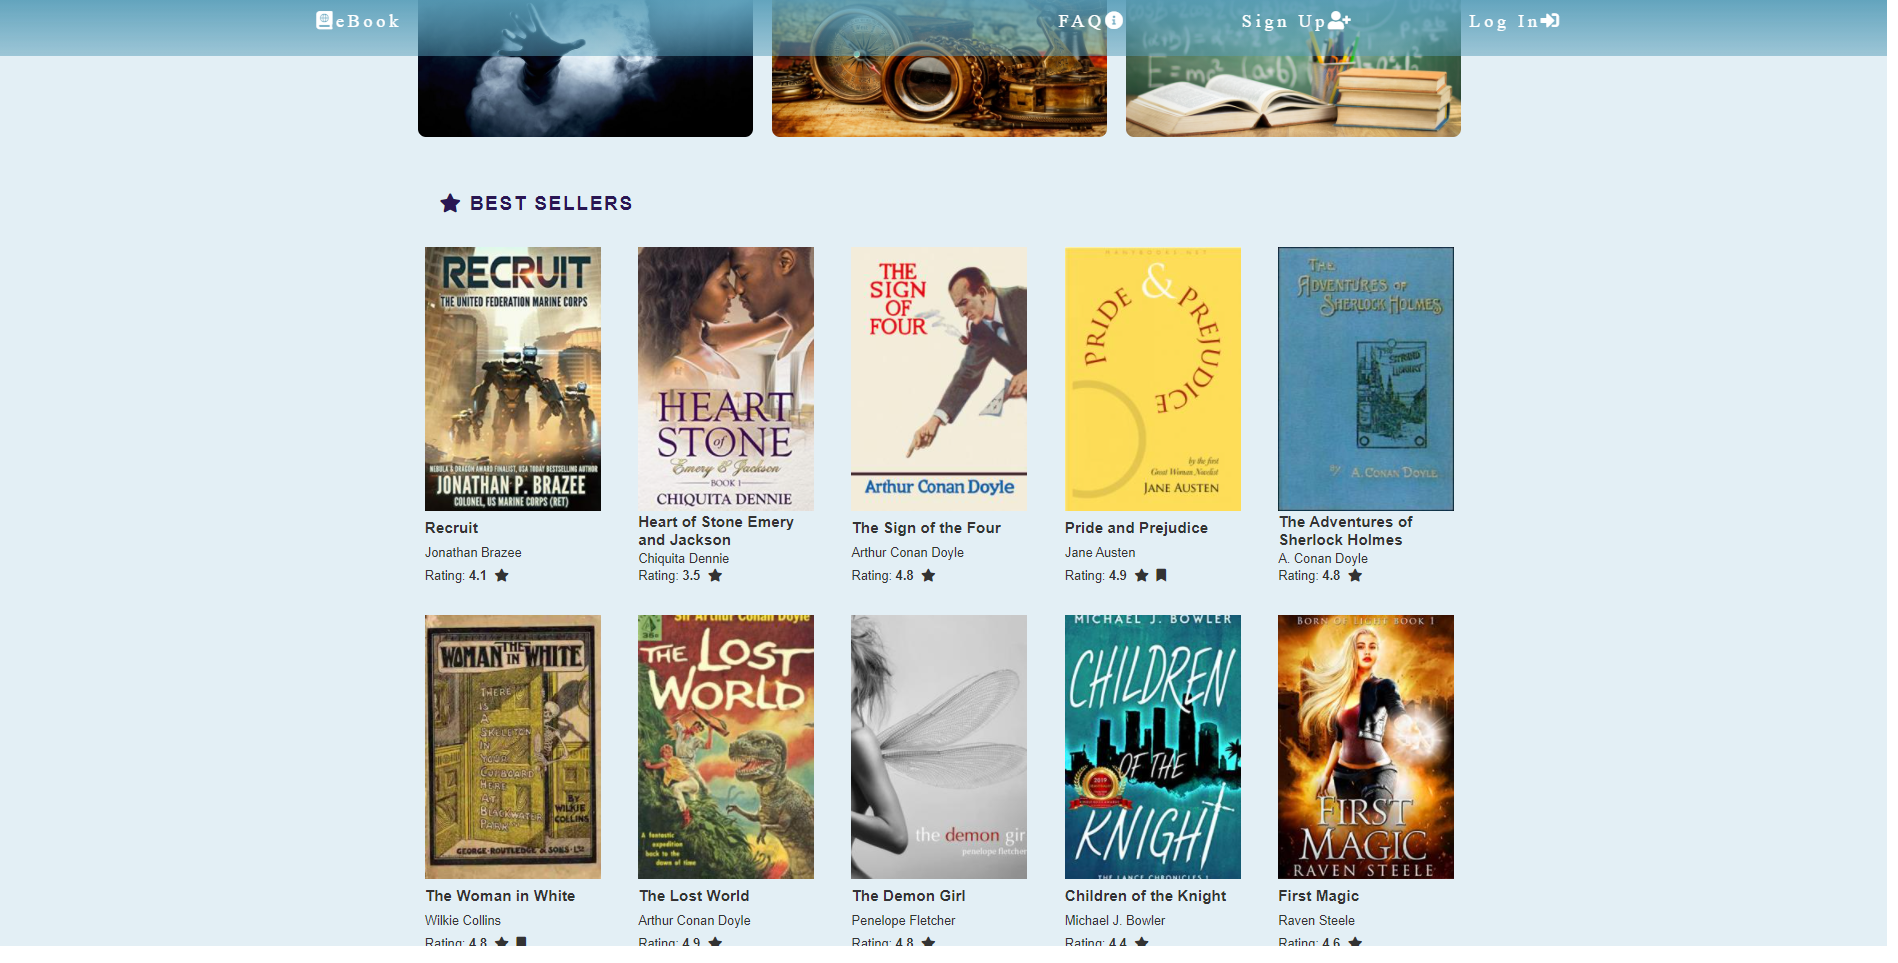 eBook
FAQ
Sign Up
Log In
BEST SELLERS
RECRUIT
THE UNITED FEDERATION MARINE CORPS
NEBULA & DRAGON AWARD FINALIST, USA TODAY BESTSELLING AUTHOR
JONATHAN P. BRAZEE
COLONEL, US MARINE CORPS (RET)
HEART
of
STONE
Emery & Jackson
BOOK 1
CHIQUITA DENNIE
THE
SIGN
OF
FOUR
Arthur Conan Doyle
PRIDE & PREJUDICE
by the first
Great Woman Novelist
JANE AUSTEN
THE
ADVENTURES OF
SHERLOCK HOLMES
BY A. CONAN DOYLE
Recruit
Jonathan Brazee
Rating: 4.1
Heart of Stone Emery
and Jackson
Chiquita Dennie
Rating: 3.5
The Sign of the Four
Arthur Conan Doyle
Rating: 4.8
Pride and Prejudice
Jane Austen
Rating: 4.9
The Adventures of
Sherlock Holmes
A. Conan Doyle
Rating: 4.8
THE
WOMAN IN WHITE
THERE
IS A
SKELETON
IN
YOUR
CUPBOARD
HERE
AT
BLACKWATER
PARK
BY
WILKIE
COLLINS
GEORGE·ROUTLEDGE & SONS·LTD
Sir Arthur Conan Doyle
THE LOST
WORLD
A fantastic
expedition
back to the
dawn of time
the demon gir
penelope fletcher
MICHAEL J. BOWLER
CHILDREN
OF THE
KNIGHT
2019
THE LANCE CHRONICLES 1
BORN OF LIGHT BOOK 1
FIRST
MAGIC
RAVEN STEELE
The Woman in White
Wilkie Collins
Rating: 4.8
The Lost World
Arthur Conan Doyle
Rating: 4.9
The Demon Girl
Penelope Fletcher
Rating: 4.8
Children of the Knight
Michael J. Bowler
Rating: 4.4
First Magic
Raven Steele
Rating: 4.6